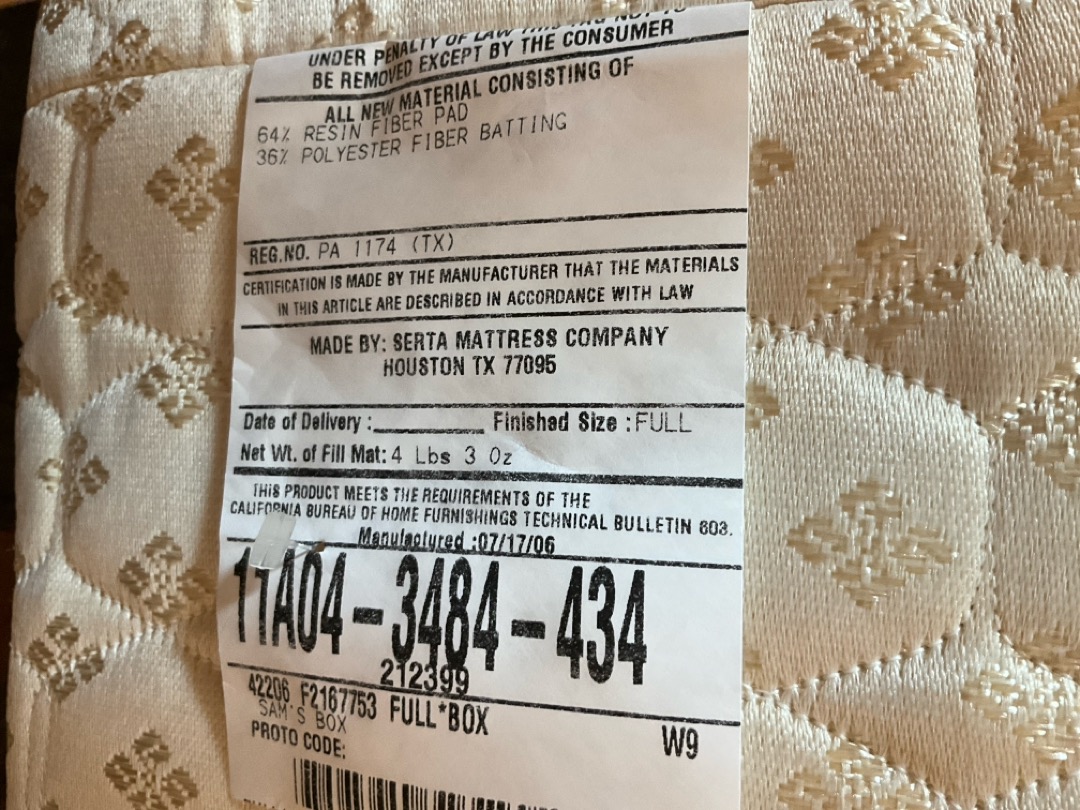 UNDER PENALTY OF LAW THIS TAG NOT TO
BE REMOVED EXCEPT BY THE CONSUMER
ALL NEW MATERIAL CONSISTING OF
64% RESIN FIBER PAD
36% POLYESTER FIBER BATTING
REG.NO. PA 1174 (TX)
CERTIFICATION IS MADE BY THE MANUFACTURER THAT THE MATERIALS
IN THIS ARTICLE ARE DESCRIBED IN ACCORDANCE WITH LAW
MADE BY: SERTA MATTRESS COMPANY
HOUSTON TX 77095
Date of Delivery :__________ Finished Size : FULL
Net Wt. of Fill Mat: 4 Lbs 3 Oz
THIS PRODUCT MEETS THE REQUIREMENTS OF THE
CALIFORNIA BUREAU OF HOME FURNISHINGS TECHNICAL BULLETIN 603.
Manufactured :07/17/06
11A04-3484-434
212399
42206 F2167753 FULL*BOX
SAM'S BOX W9
PROTO CODE: